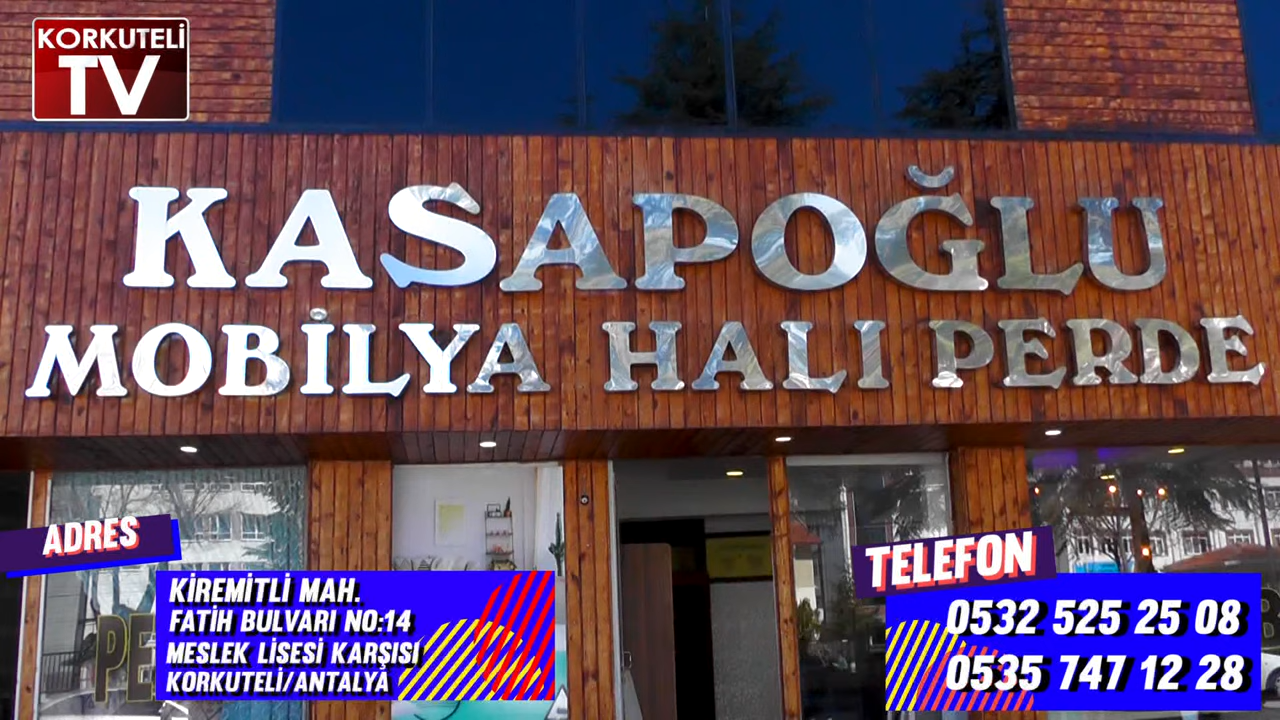 KORKUTELİ
TV
KASAPOĞLU
MOBİLYA HALI PERDE
ADRES
KİREMİTLİ MAH.
FATİH BULVARI NO:14
MESLEK LİSESİ KARŞISI
KORKUTELİ/ANTALYA
TELEFON
0532 525 25 08
0535 747 12 28